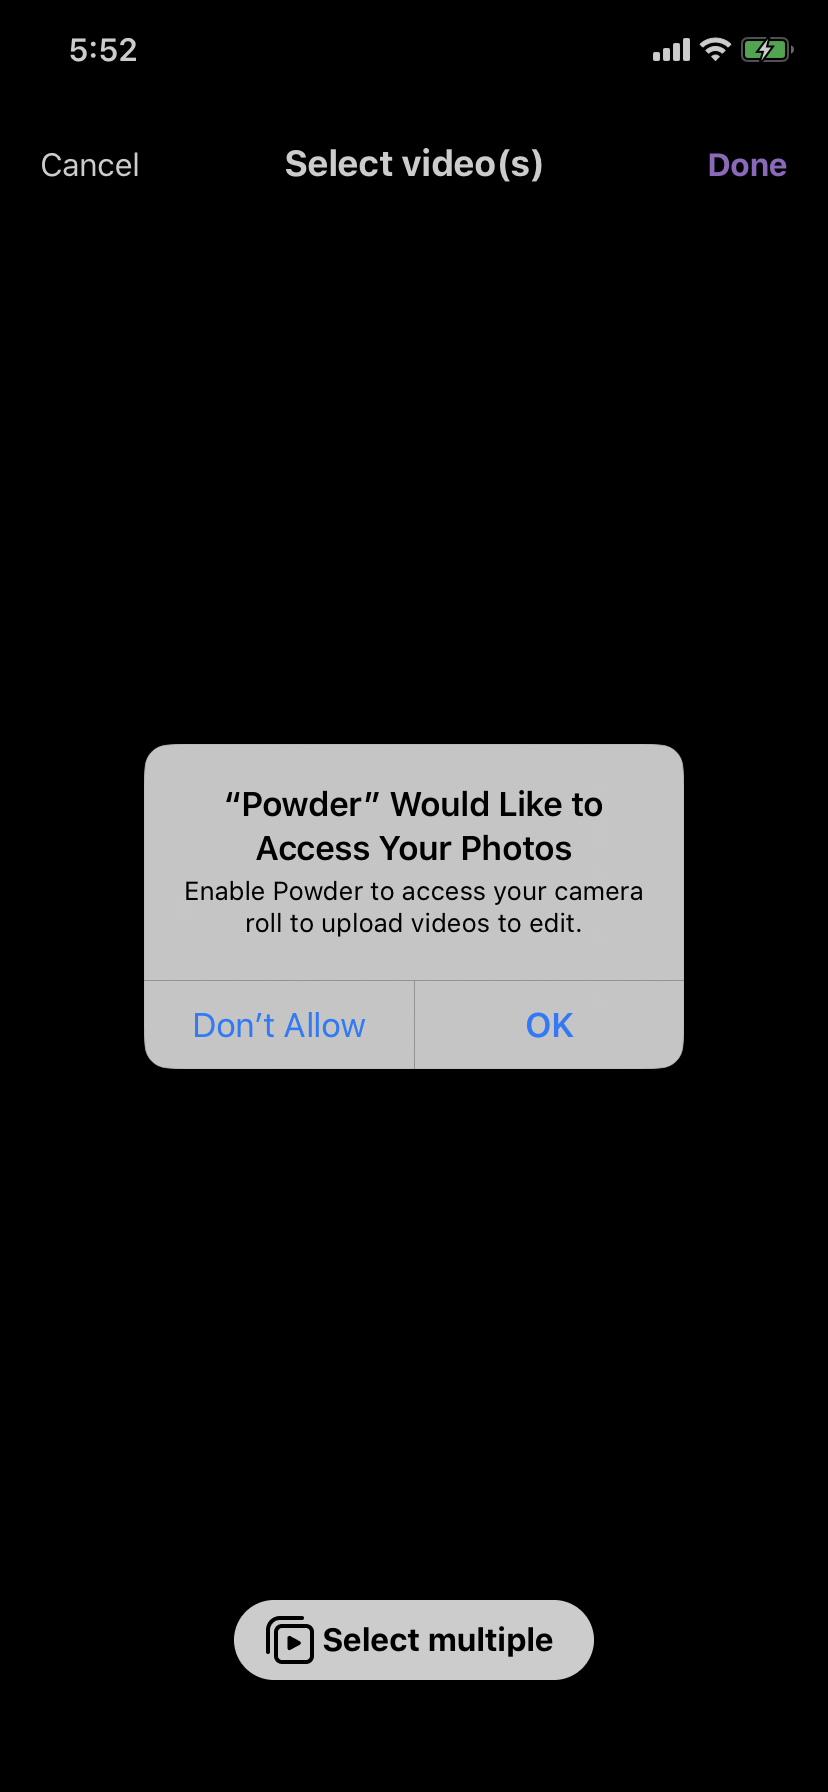 5:52
Cancel
Select video(s)
Done
“Powder” Would Like to
Access Your Photos
Enable Powder to access your camera
roll to upload videos to edit.
Don’t Allow
OK
Select multiple